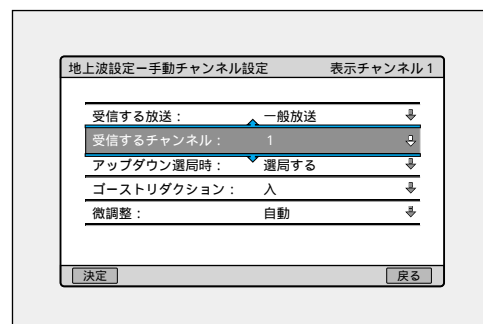 地上波設定ー手動チャンネル設定 表示チャンネル 1
受信する放送： 一般放送
受信するチャンネル： 1
アップダウン選局時： 選局する
ゴーストリダクション： 入
微調整： 自動
決定 戻る